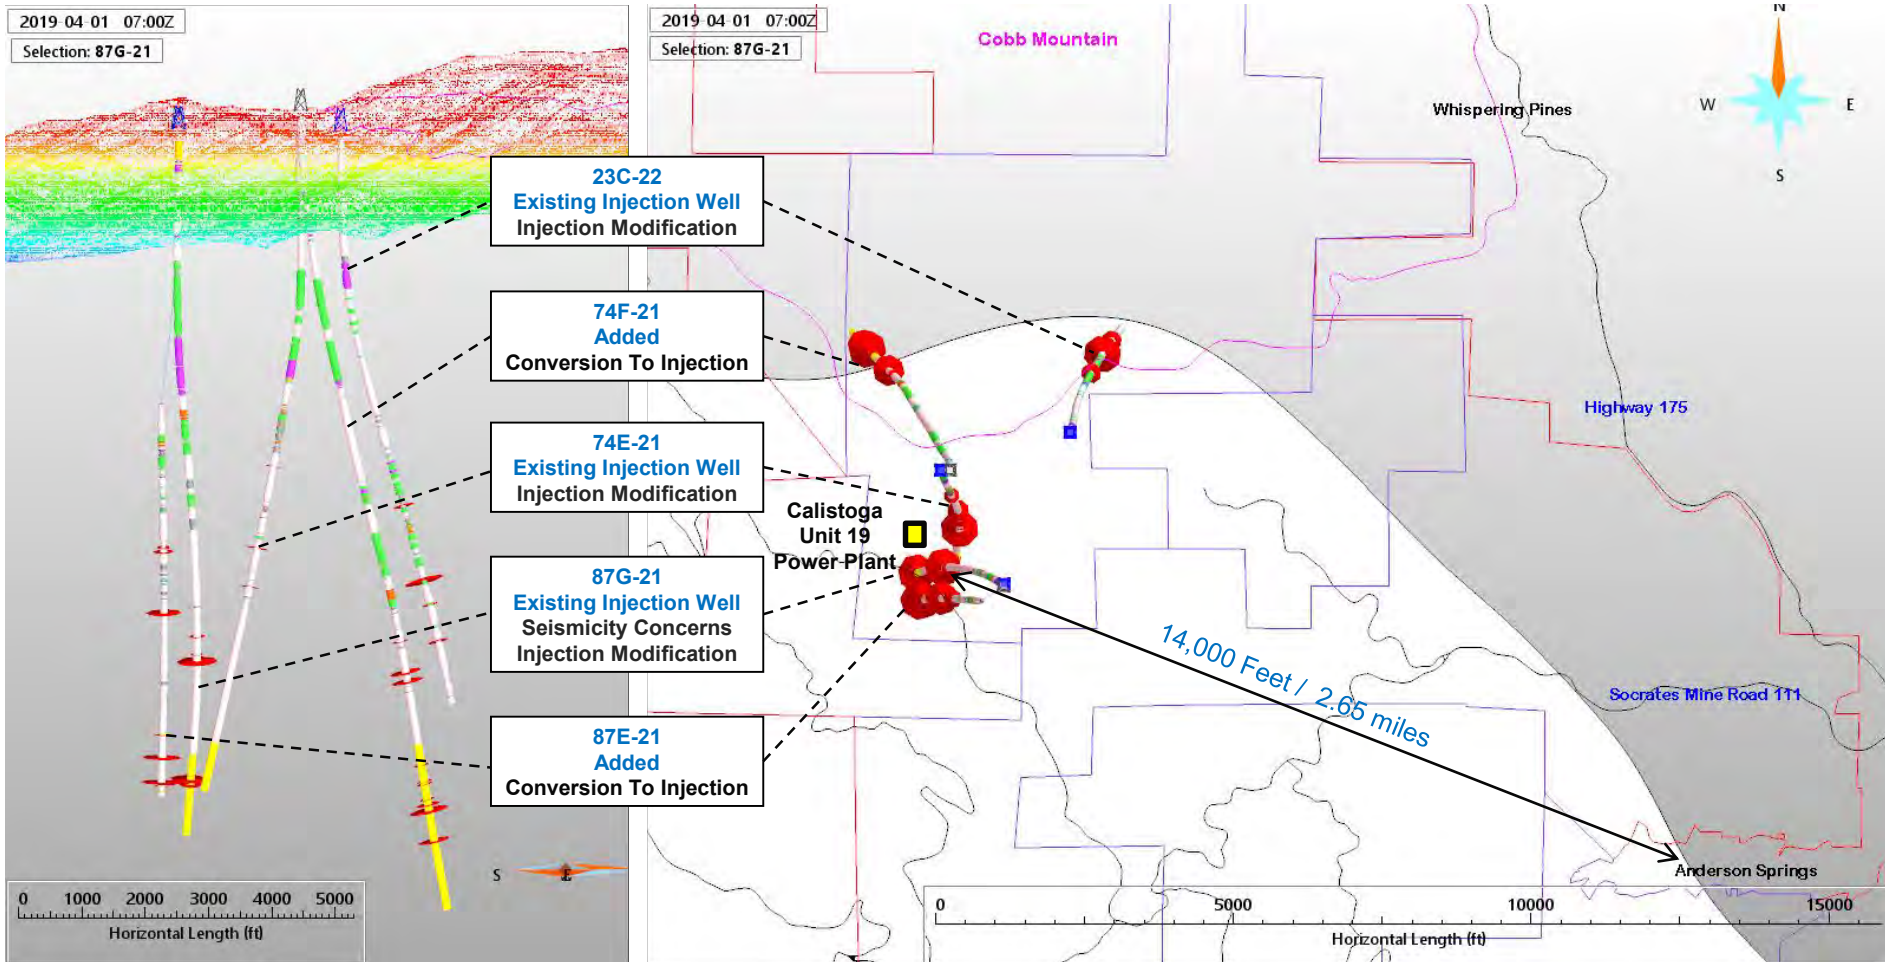 2019-04-01 07:00Z
Selection: 87G-21
2019-04-01 07:00Z
Selection: 87G-21
Cobb Mountain
Whispering Pines
N
W
E
S
23C-22
Existing Injection Well
Injection Modification
74F-21
Added
Conversion To Injection
74E-21
Existing Injection Well
Injection Modification
87G-21
Existing Injection Well
Seismicity Concerns
Injection Modification
87E-21
Added
Conversion To Injection
Calistoga
Unit 19
Power Plant
Highway 175
14,000 Feet / 2.65 miles
Socrates Mine Road 111
Anderson Springs
S
E
0 1000 2000 3000 4000 5000
Horizontal Length (ft)
0 5000 10000 15000
Horizontal Length (ft)